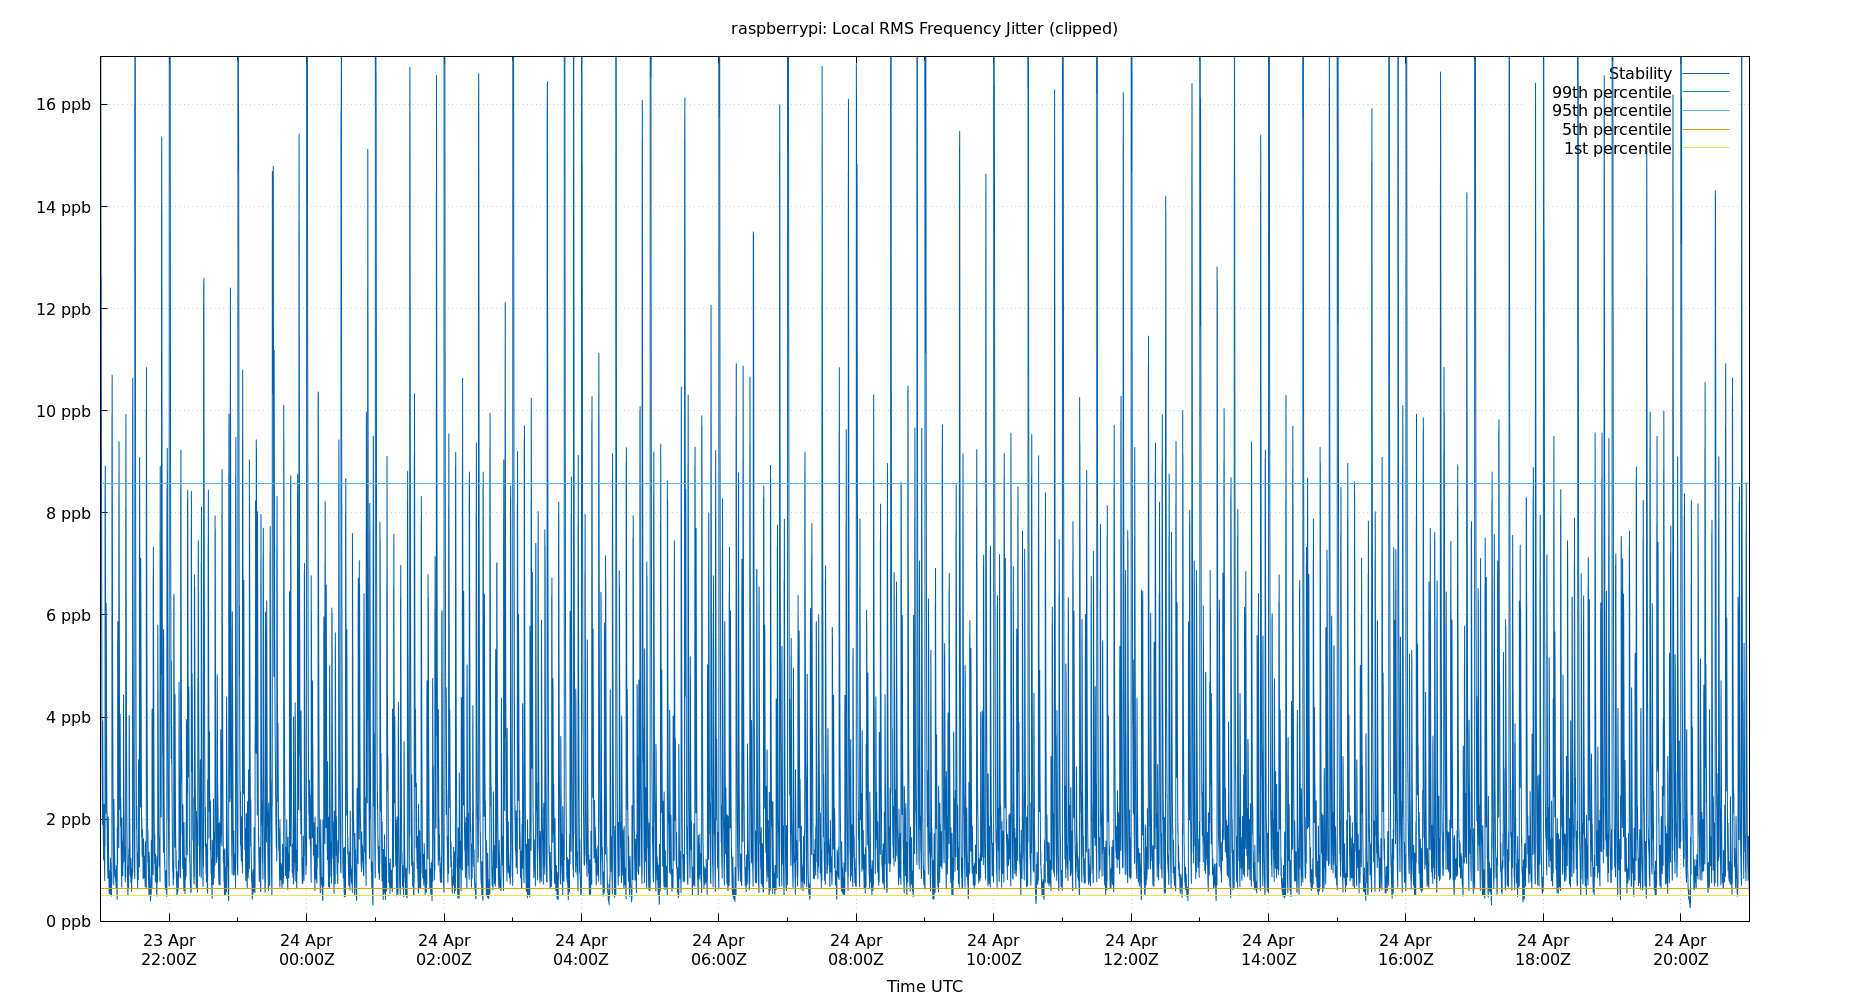 raspberrypi: Local RMS Frequency Jitter (clipped)
Stability
99th percentile
95th percentile
5th percentile
1st percentile
16 ppb
14 ppb
12 ppb
10 ppb
8 ppb
6 ppb
4 ppb
2 ppb
0 ppb
23 Apr 24 Apr 24 Apr 24 Apr 24 Apr 24 Apr 24 Apr 24 Apr 24 Apr 24 Apr 24 Apr 24 Apr
22:00Z 00:00Z 02:00Z 04:00Z 06:00Z 08:00Z 10:00Z 12:00Z 14:00Z 16:00Z 18:00Z 20:00Z
Time UTC